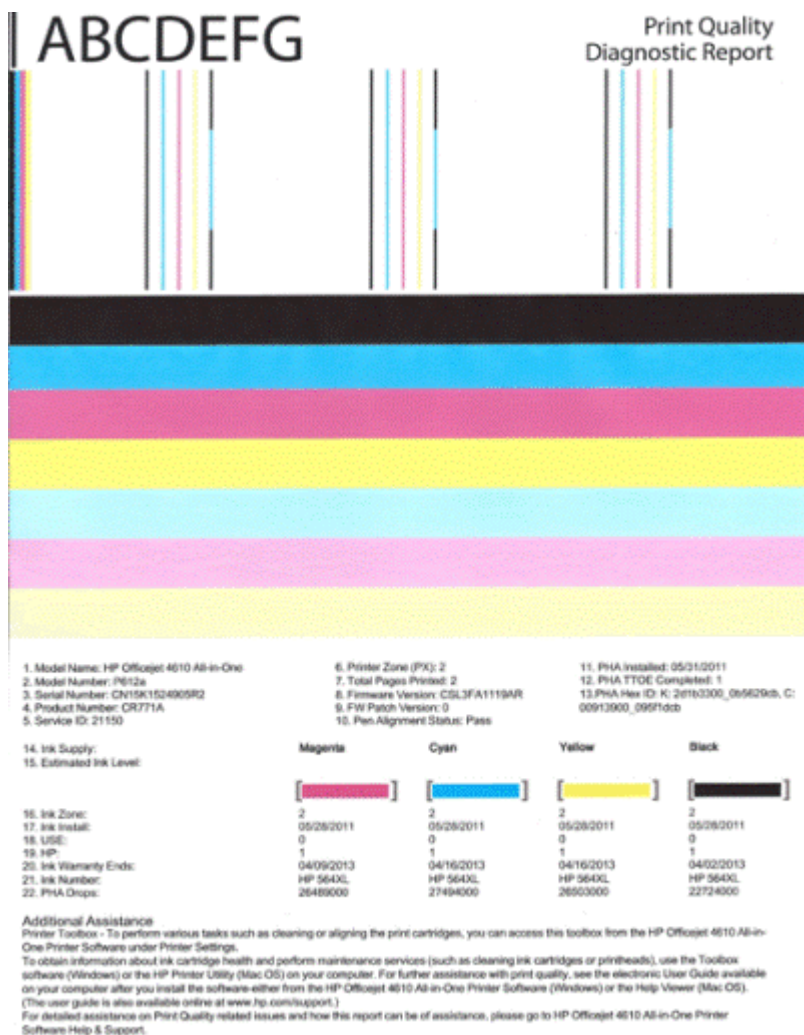 ABCDEFG
Print Quality
Diagnostic Report
1. Model Name: HP Officejet 4610 All-in-One
2. Model Number: P612a
3. Serial Number: CN15K1524905R2
4. Product Number: CR771A
5. Service ID: 21150
6. Printer Zone (PX): 2
7. Total Pages Printed: 2
8. Firmware Version: CSL3FA1119AR
9. FW Patch Version: 0
10. Pen Alignment Status: Pass
11. PHA Installed: 05/31/2011
12. PHA TTOE Completed: 1
13.PHA Hex ID: K: 2d1b3300_0b5629cb, C:
00913900_095f1dcb
14. Ink Supply: Magenta Cyan Yellow Black
15. Estimated Ink Level:
16. Ink Zone: 2 2 2 2
17. Ink Install: 05/28/2011 05/28/2011 05/28/2011 05/28/2011
18. USE: 0 0 0 0
19. HP: 1 1 1 1
20. Ink Warranty Ends: 04/09/2013 04/16/2013 04/16/2013 04/02/2013
21. Ink Number: HP 564XL HP 564XL HP 564XL HP 564XL
22. PHA Drops: 26489000 27494000 26503000 22724000
Additional Assistance
Printer Toolbox - To perform various tasks such as cleaning or aligning the print cartridges, you can access this toolbox from the HP Officejet 4610 All-in-
One Printer Software under Printer Settings.
To obtain information about ink cartridge health and perform maintenance services (such as cleaning ink cartridges or printheads), use the Toolbox
software (Windows) or the HP Printer Utility (Mac OS) on your computer. For further assistance with print quality, see the electronic User Guide available
on your computer after you install the software-either from the HP Officejet 4610 All-in-One Printer Software (Windows) or the Help Viewer (Mac OS).
(The user guide is also available online at www.hp.com/support.)
For detailed assistance on Print Quality related issues and how this report can be of assistance, please go to HP Officejet 4610 All-in-One Printer
Software Help & Support.